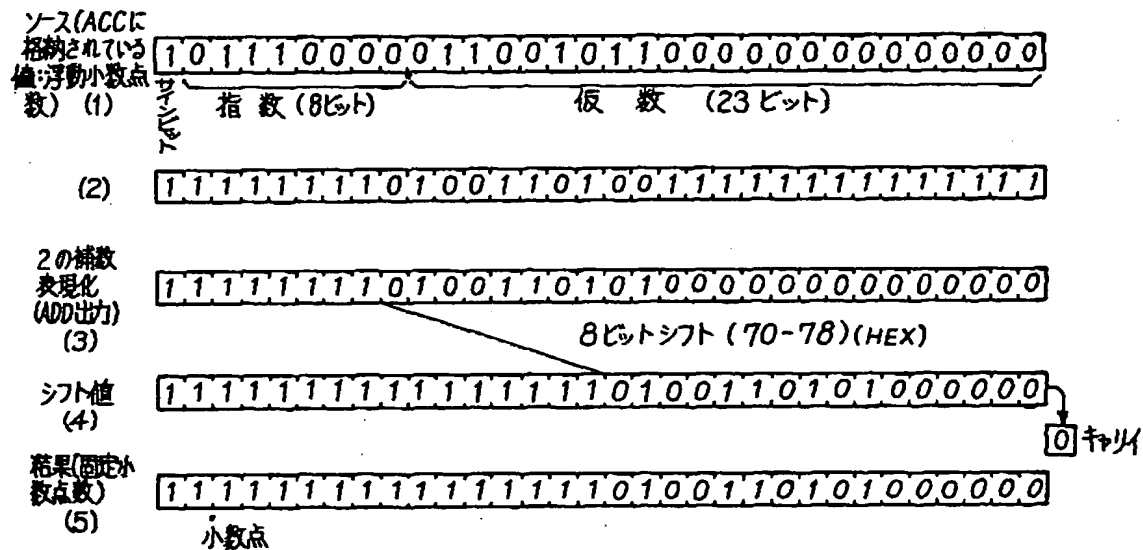 ソース(ACCに
格納されている
値:浮動小数点
数) (1)
1 0 1 1 1 0 0 0 0 0 1 1 0 0 1 0 1 1 0 0 0 0 0 0 0 0 0 0 0 0 0 0
サインビット
指数(8ビット)
仮数 (23ビット)
(2)
1 1 1 1 1 1 1 1 0 1 0 0 1 1 0 1 0 0 1 1 1 1 1 1 1 1 1 1 1 1 1 1
2の補数
表現化
(ADD出力)
(3)
1 1 1 1 1 1 1 1 0 1 0 0 1 1 0 1 0 1 0 0 0 0 0 0 0 0 0 0 0 0 0 0
8ビットシフト(70-78)(HEX)
シフト値
(4)
1 1 1 1 1 1 1 1 1 1 1 1 1 1 1 1 0 1 0 0 1 1 0 1 0 1 0 0 0 0 0 0
0 キャリイ
結果(固定小
数点数)
(5)
1 1 1 1 1 1 1 1 1 1 1 1 1 1 1 1 0 1 0 0 1 1 0 1 0 1 0 0 0 0 0 0
小数点